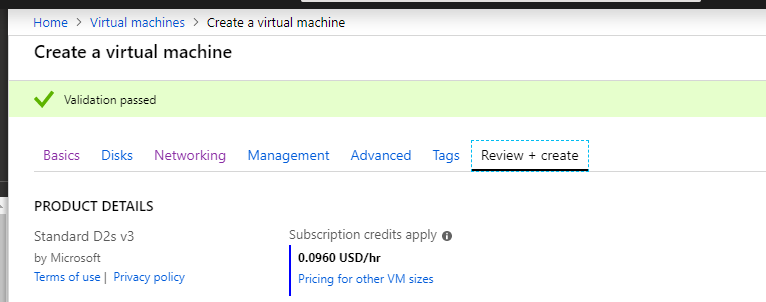 Home > Virtual machines > Create a virtual machine
Create a virtual machine
Validation passed
Basics Disks Networking Management Advanced Tags Review + create
PRODUCT DETAILS
Standard D2s v3
by Microsoft
Terms of use | Privacy policy
Subscription credits apply
0.0960 USD/hr
Pricing for other VM sizes